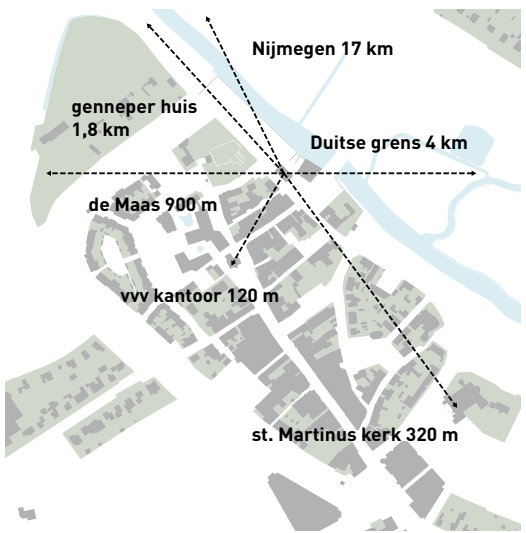 Nijmegen 17 km
genneper huis
1,8 km
Duitse grens 4 km
de Maas 900 m
vvv kantoor 120 m
st. Martinus kerk 320 m